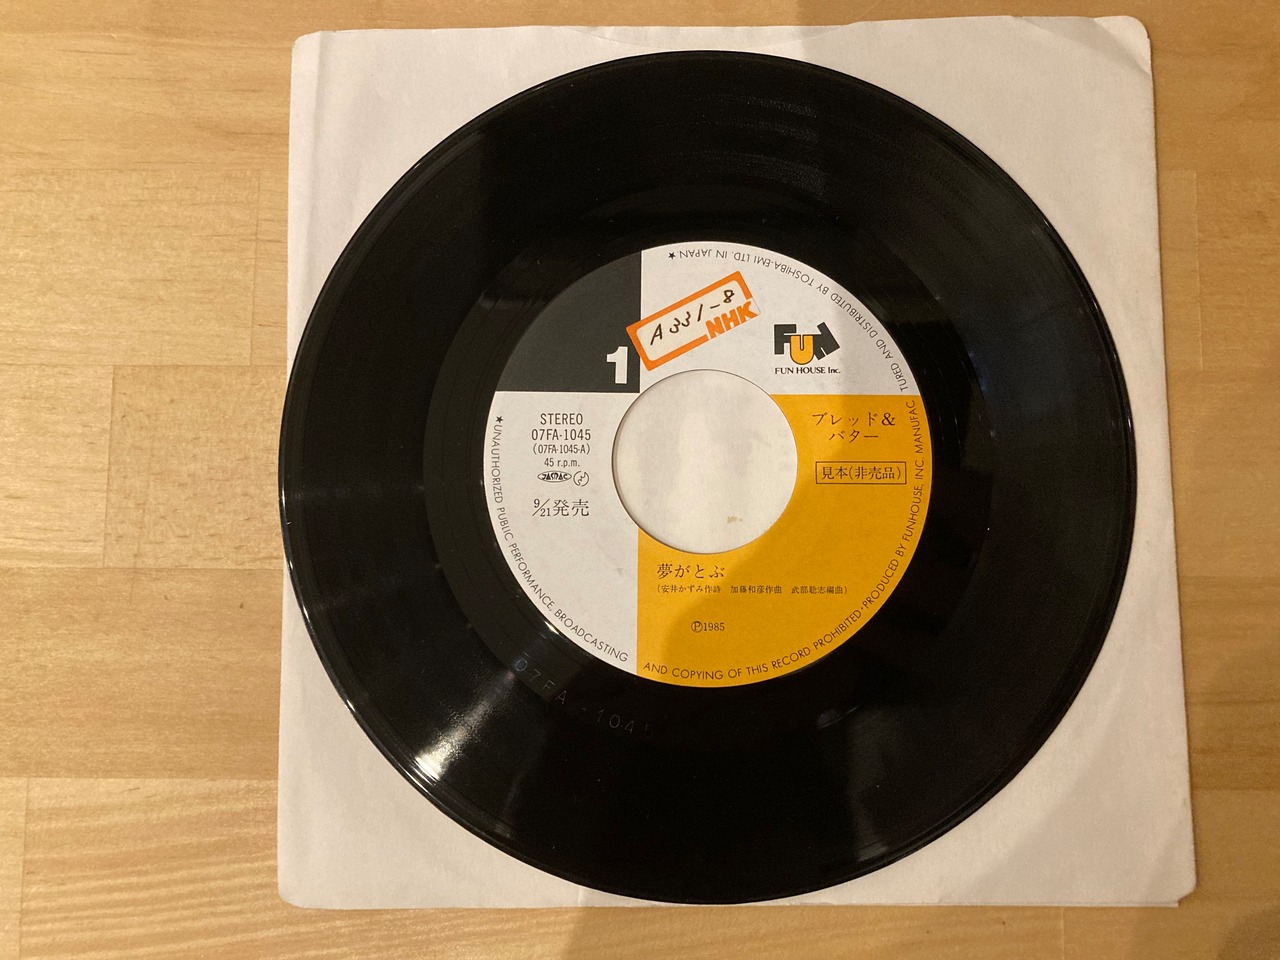 A331-8
NHK
FUN
FUN HOUSE Inc.
1
STEREO
07FA-1045
(07FA-1045-A)
45 r.p.m.
JASRAC
9/21発売
ブレッド&
バター
見本(非売品)
夢がとぶ
(安井かずみ作詩 加藤和彦作曲 武部聡志編曲)
Ⓟ1985
★UNAUTHORIZED PUBLIC PERFORMANCE, BROADCASTING AND COPYING OF THIS RECORD PROHIBITED・PRODUCED BY FUNHOUSE, INC. MANUFACTURED AND DISTRIBUTED BY TOSHIBA-EMI LTD. IN JAPAN★
07FA-104